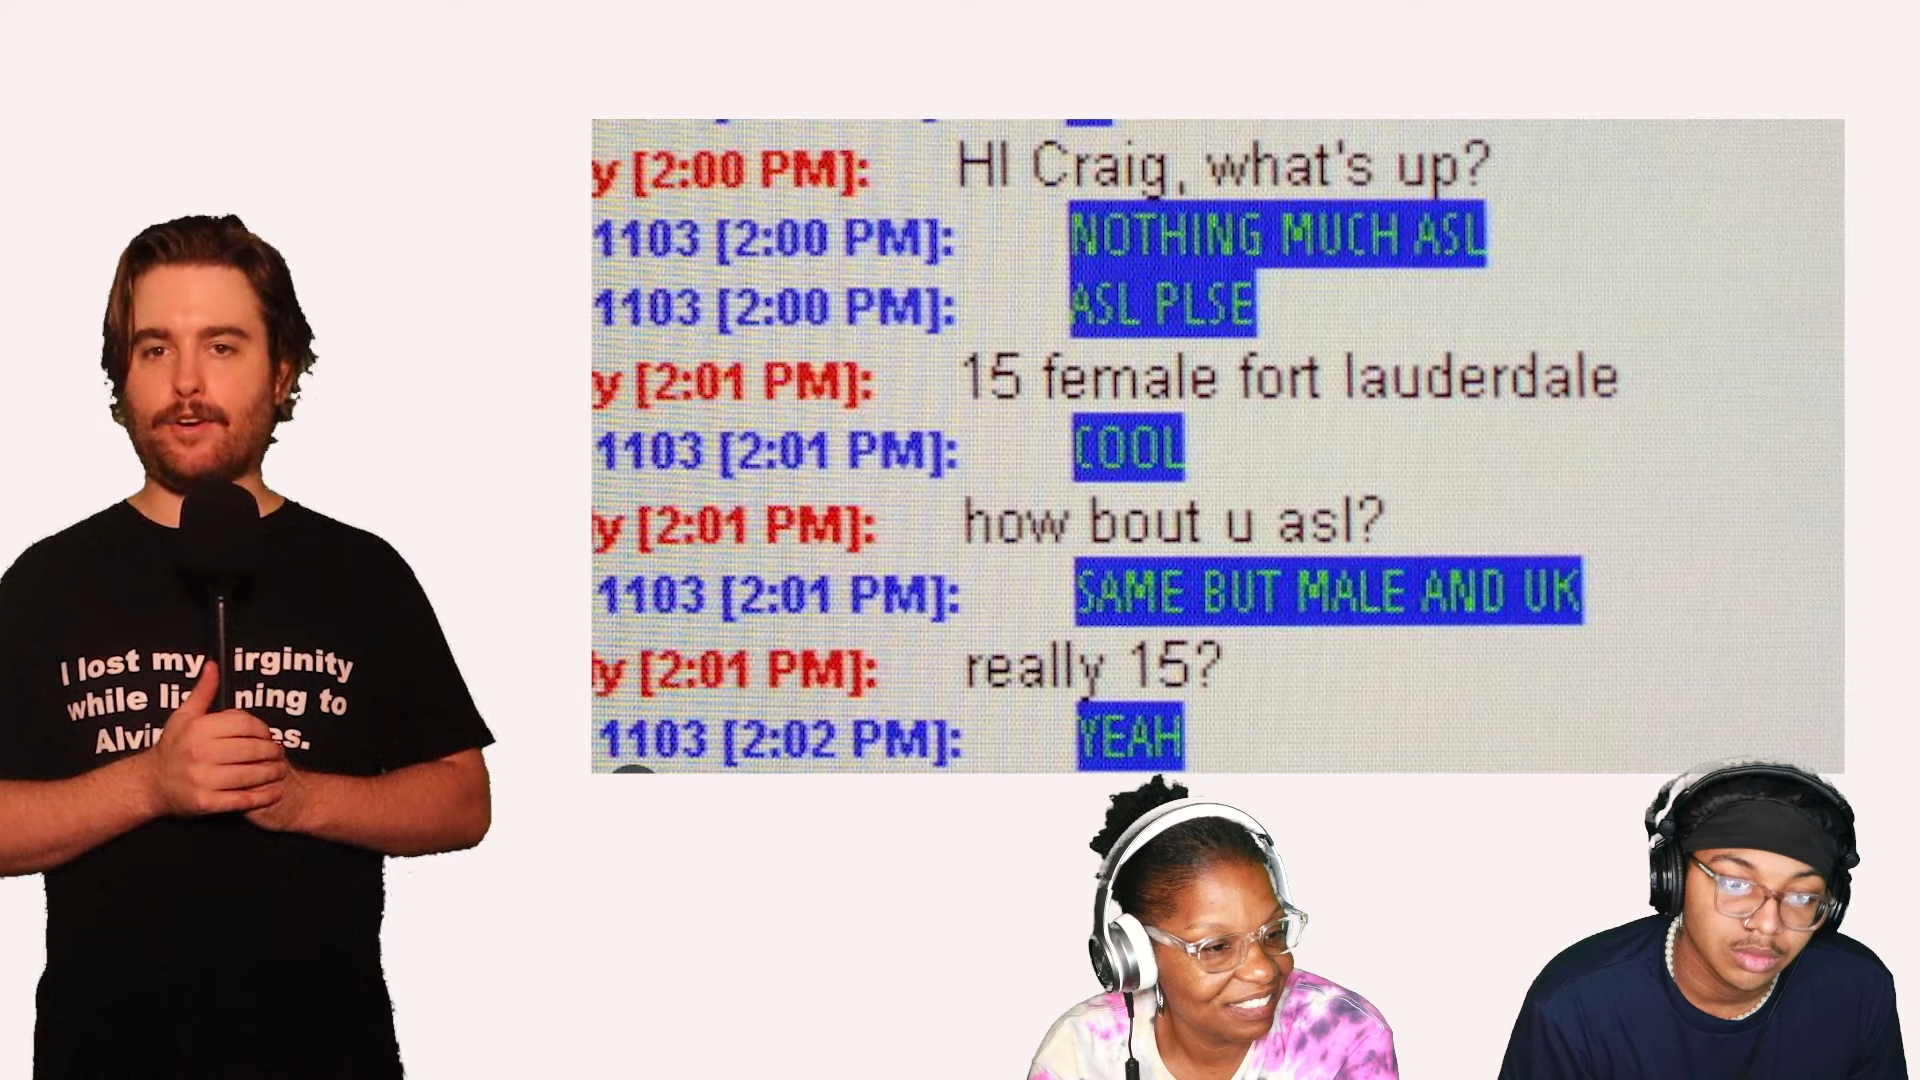 y [2:00 PM]: HI Craig, what's up?
1103 [2:00 PM]: NOTHING MUCH ASL
1103 [2:00 PM]: ASL PLSE
y [2:01 PM]: 15 female fort lauderdale
1103 [2:01 PM]: COOL
y [2:01 PM]: how bout u asl?
1103 [2:01 PM]: SAME BUT MALE AND UK
y [2:01 PM]: really 15?
1103 [2:02 PM]: YEAH
I lost my irginity
while li ning to
Alvi es.